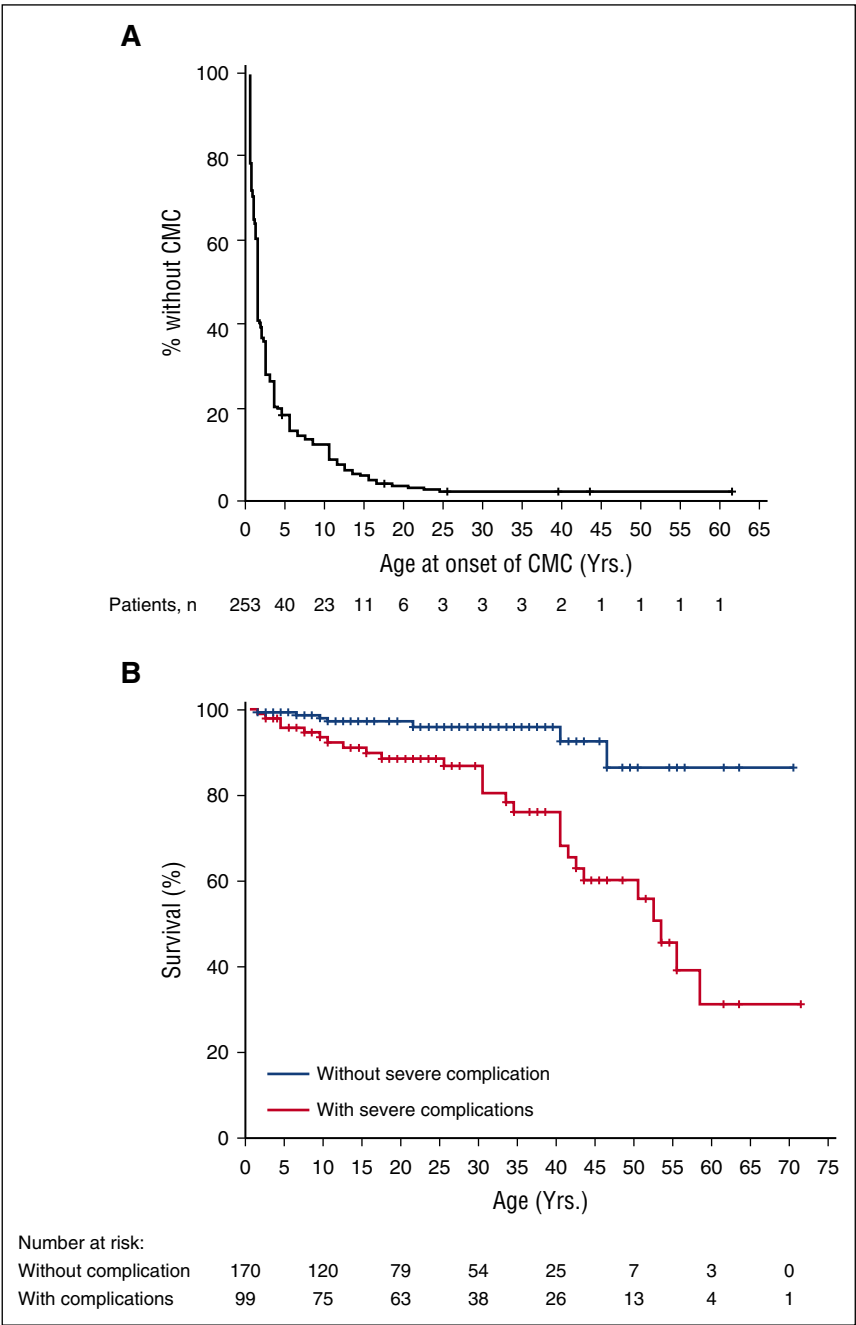 A
100
80
60
40
20
0
% without CMC
0 5 10 15 20 25 30 35 40 45 50 55 60 65
Age at onset of CMC (Yrs.)
Patients, n 253 40 23 11 6 3 3 3 2 1 1 1 1
B
100
80
60
40
20
0
Survival (%)
Without severe complication
With severe complications
0 5 10 15 20 25 30 35 40 45 50 55 60 65 70 75
Age (Yrs.)
Number at risk:
Without complication 170 120 79 54 25 7 3 0
With complications 99 75 63 38 26 13 4 1